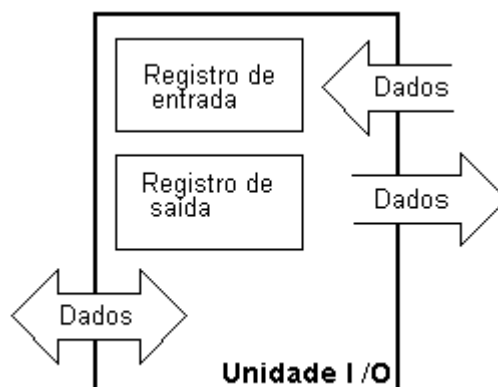 Registro de
entrada
Dados
Registro de
saída
Dados
Dados
Unidade I /O